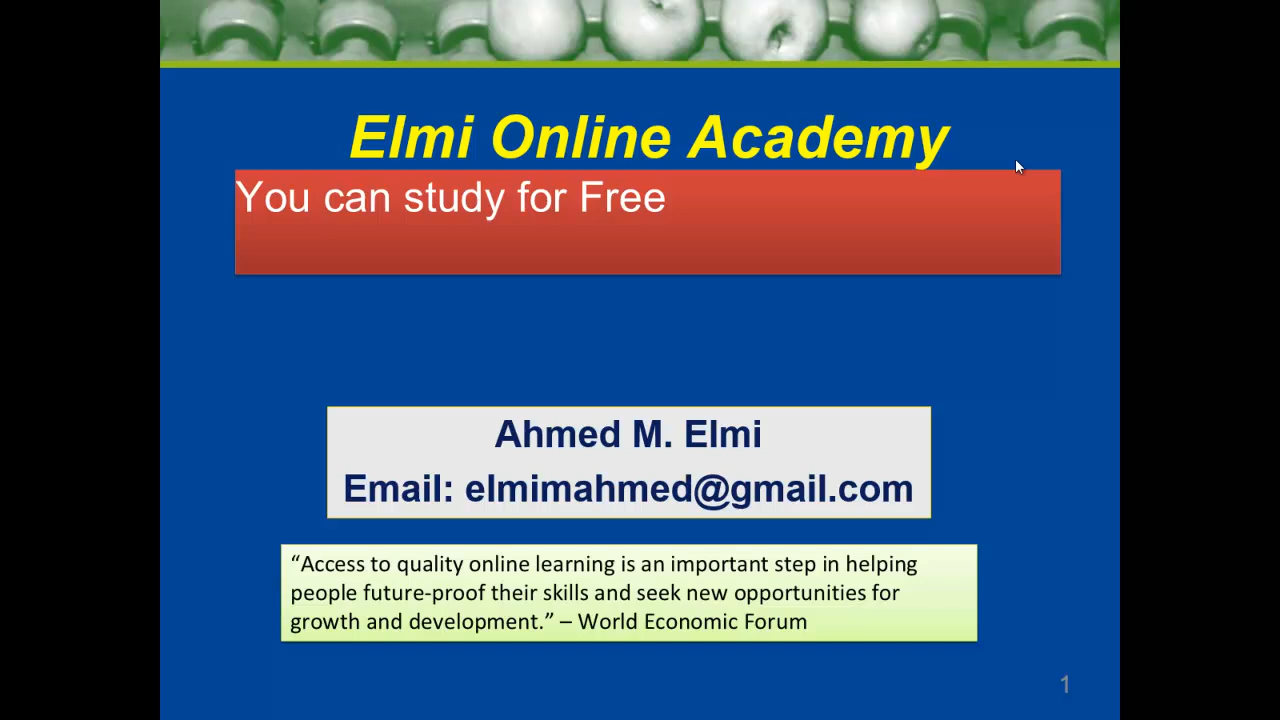 Elmi Online Academy
You can study for Free
Ahmed M. Elmi
Email: elmimahmed@gmail.com
“Access to quality online learning is an important step in helping
people future-proof their skills and seek new opportunities for
growth and development.” – World Economic Forum
1